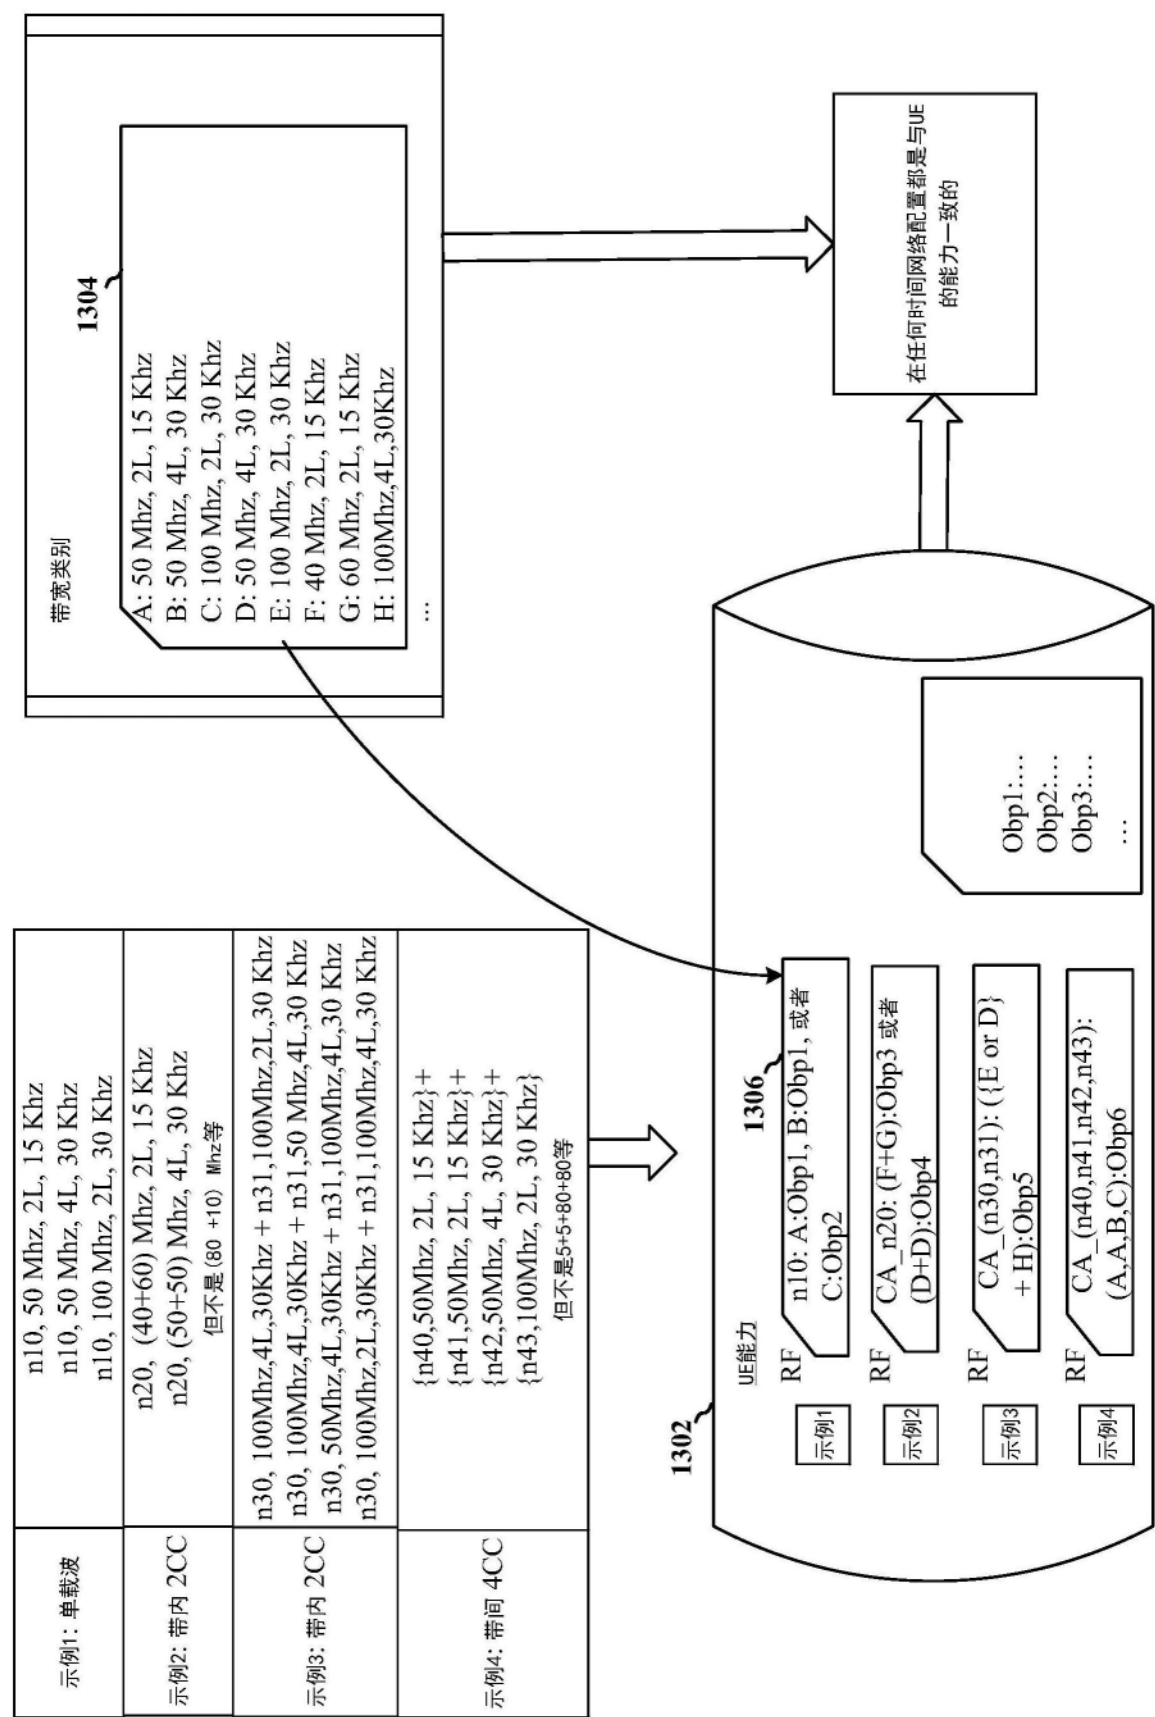 示例1: 单载波
n10, 50 Mhz, 2L, 15 Khz
n10, 50 Mhz, 4L, 30 Khz
n10, 100 Mhz, 2L, 30 Khz
示例2: 带内 2CC
n20, (40+60) Mhz, 2L, 15 Khz
n20, (50+50) Mhz, 4L, 30 Khz
但不是(80 +10) Mhz等
示例3: 带内 2CC
n30, 100Mhz,4L,30Khz + n31,100Mhz,2L,30 Khz
n30, 100Mhz,4L,30Khz + n31,50 Mhz,4L,30 Khz
n30, 50Mhz,4L,30Khz + n31,100Mhz,4L,30 Khz
n30, 100Mhz,2L,30Khz + n31,100Mhz,4L,30 Khz
示例4: 带间 4CC
{n40,50Mhz, 2L, 15 Khz}+
{n41,50Mhz, 2L, 15 Khz}+
{n42,50Mhz, 4L, 30 Khz}+
{n43,100Mhz, 2L, 30 Khz}
但不是5+5+80+80等
带宽类别
1304
A: 50 Mhz, 2L, 15 Khz
B: 50 Mhz, 4L, 30 Khz
C: 100 Mhz, 2L, 30 Khz
D: 50 Mhz, 4L, 30 Khz
E: 100 Mhz, 2L, 30 Khz
F: 40 Mhz, 2L, 15 Khz
G: 60 Mhz, 2L, 15 Khz
H: 100Mhz,4L,30Khz
...
1302
UE能力
1306
示例1
RF
n10: A:Obp1, B:Obp1, 或者
C:Obp2
示例2
RF
CA_n20: (F+G):Obp3 或者
(D+D):Obp4
示例3
RF
CA_(n30,n31): ({E or D}
+ H):Obp5
示例4
RF
CA_(n40,n41,n42,n43):
(A,A,B,C):Obp6
Obp1:...
Obp2:...
Obp3:...
...
在任何时间网络配置都是与UE
的能力一致的